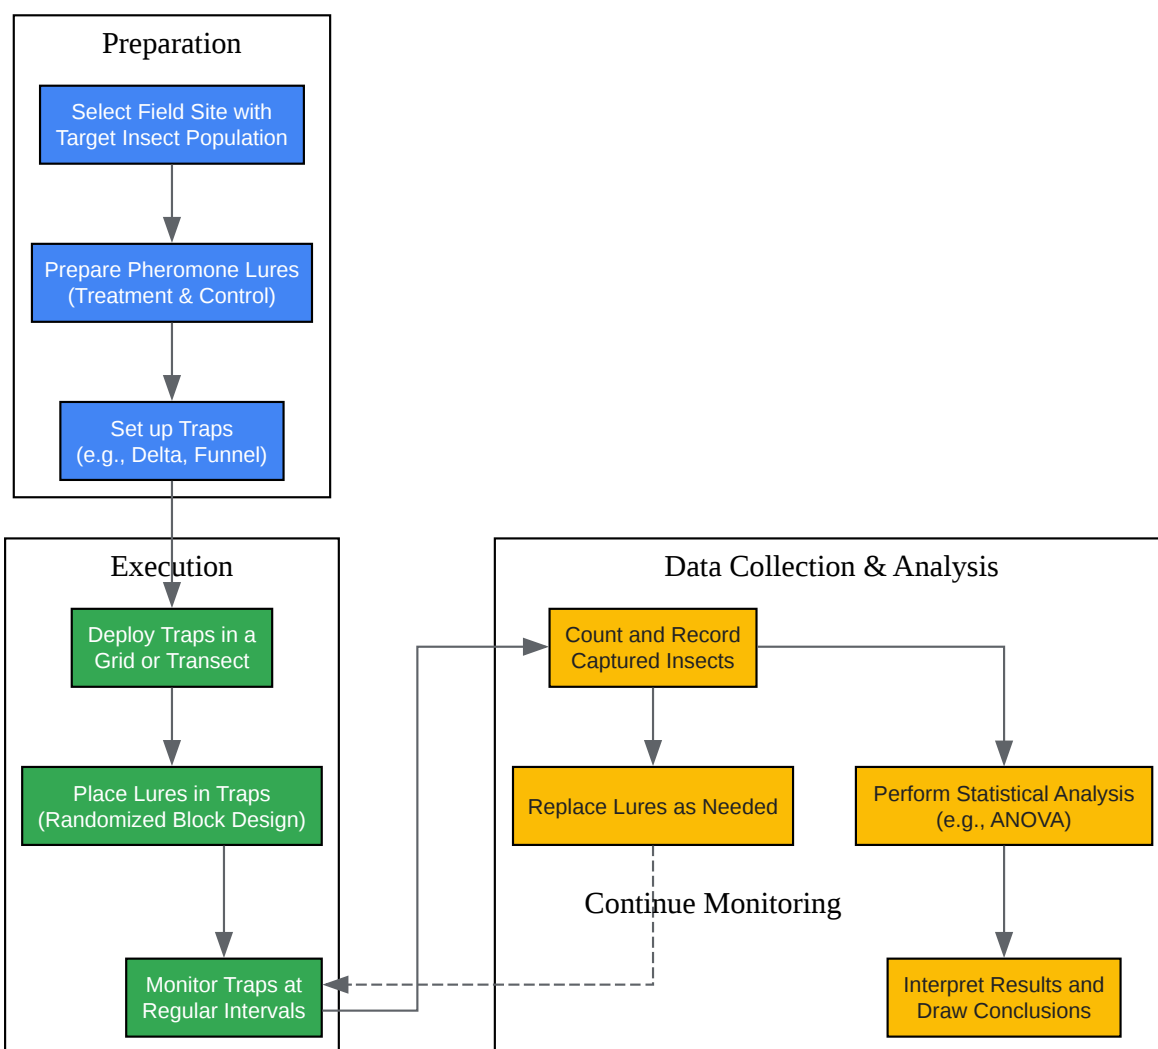 Preparation
Select Field Site with
Target Insect Population
Prepare Pheromone Lures
(Treatment & Control)
Set up Traps
(e.g., Delta, Funnel)
Execution
Deploy Traps in a
Grid or Transect
Place Lures in Traps
(Randomized Block Design)
Monitor Traps at
Regular Intervals
Data Collection & Analysis
Count and Record
Captured Insects
Replace Lures as Needed
Continue Monitoring
Perform Statistical Analysis
(e.g., ANOVA)
Interpret Results and
Draw Conclusions